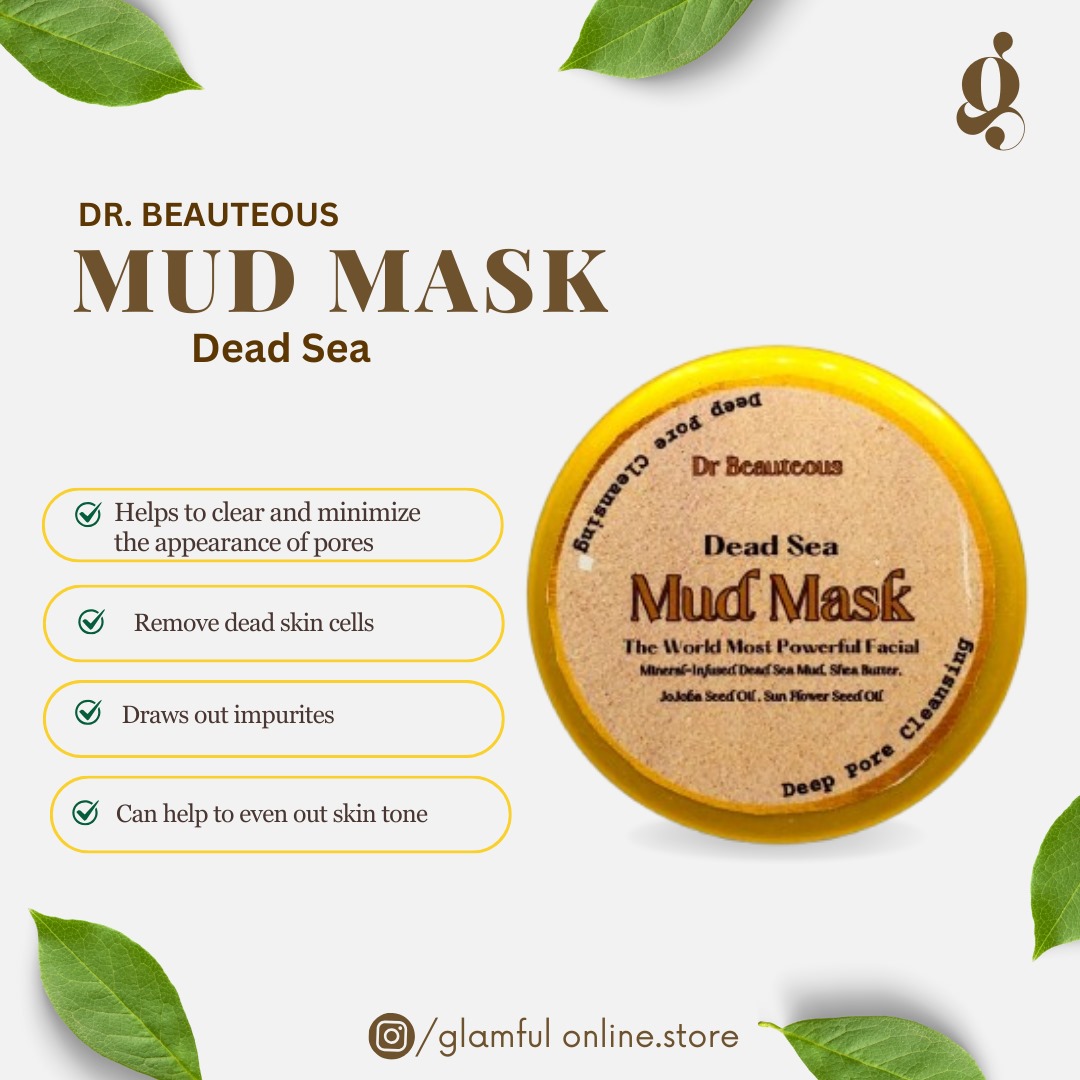 g
DR. BEAUTEOUS
MUD MASK
Dead Sea
Helps to clear and minimize
the appearance of pores
Remove dead skin cells
Draws out impurites
Can help to even out skin tone
Deep Pore Cleansing
Dr Beauteous
Dead Sea
Mud Mask
The World Most Powerful Facial
Mineral-Infused Dead Sea Mud, Shea Butter,
JoJoba Seed Oil, Sun Flower Seed Oil
Deep Pore Cleansing
/glamful online.store